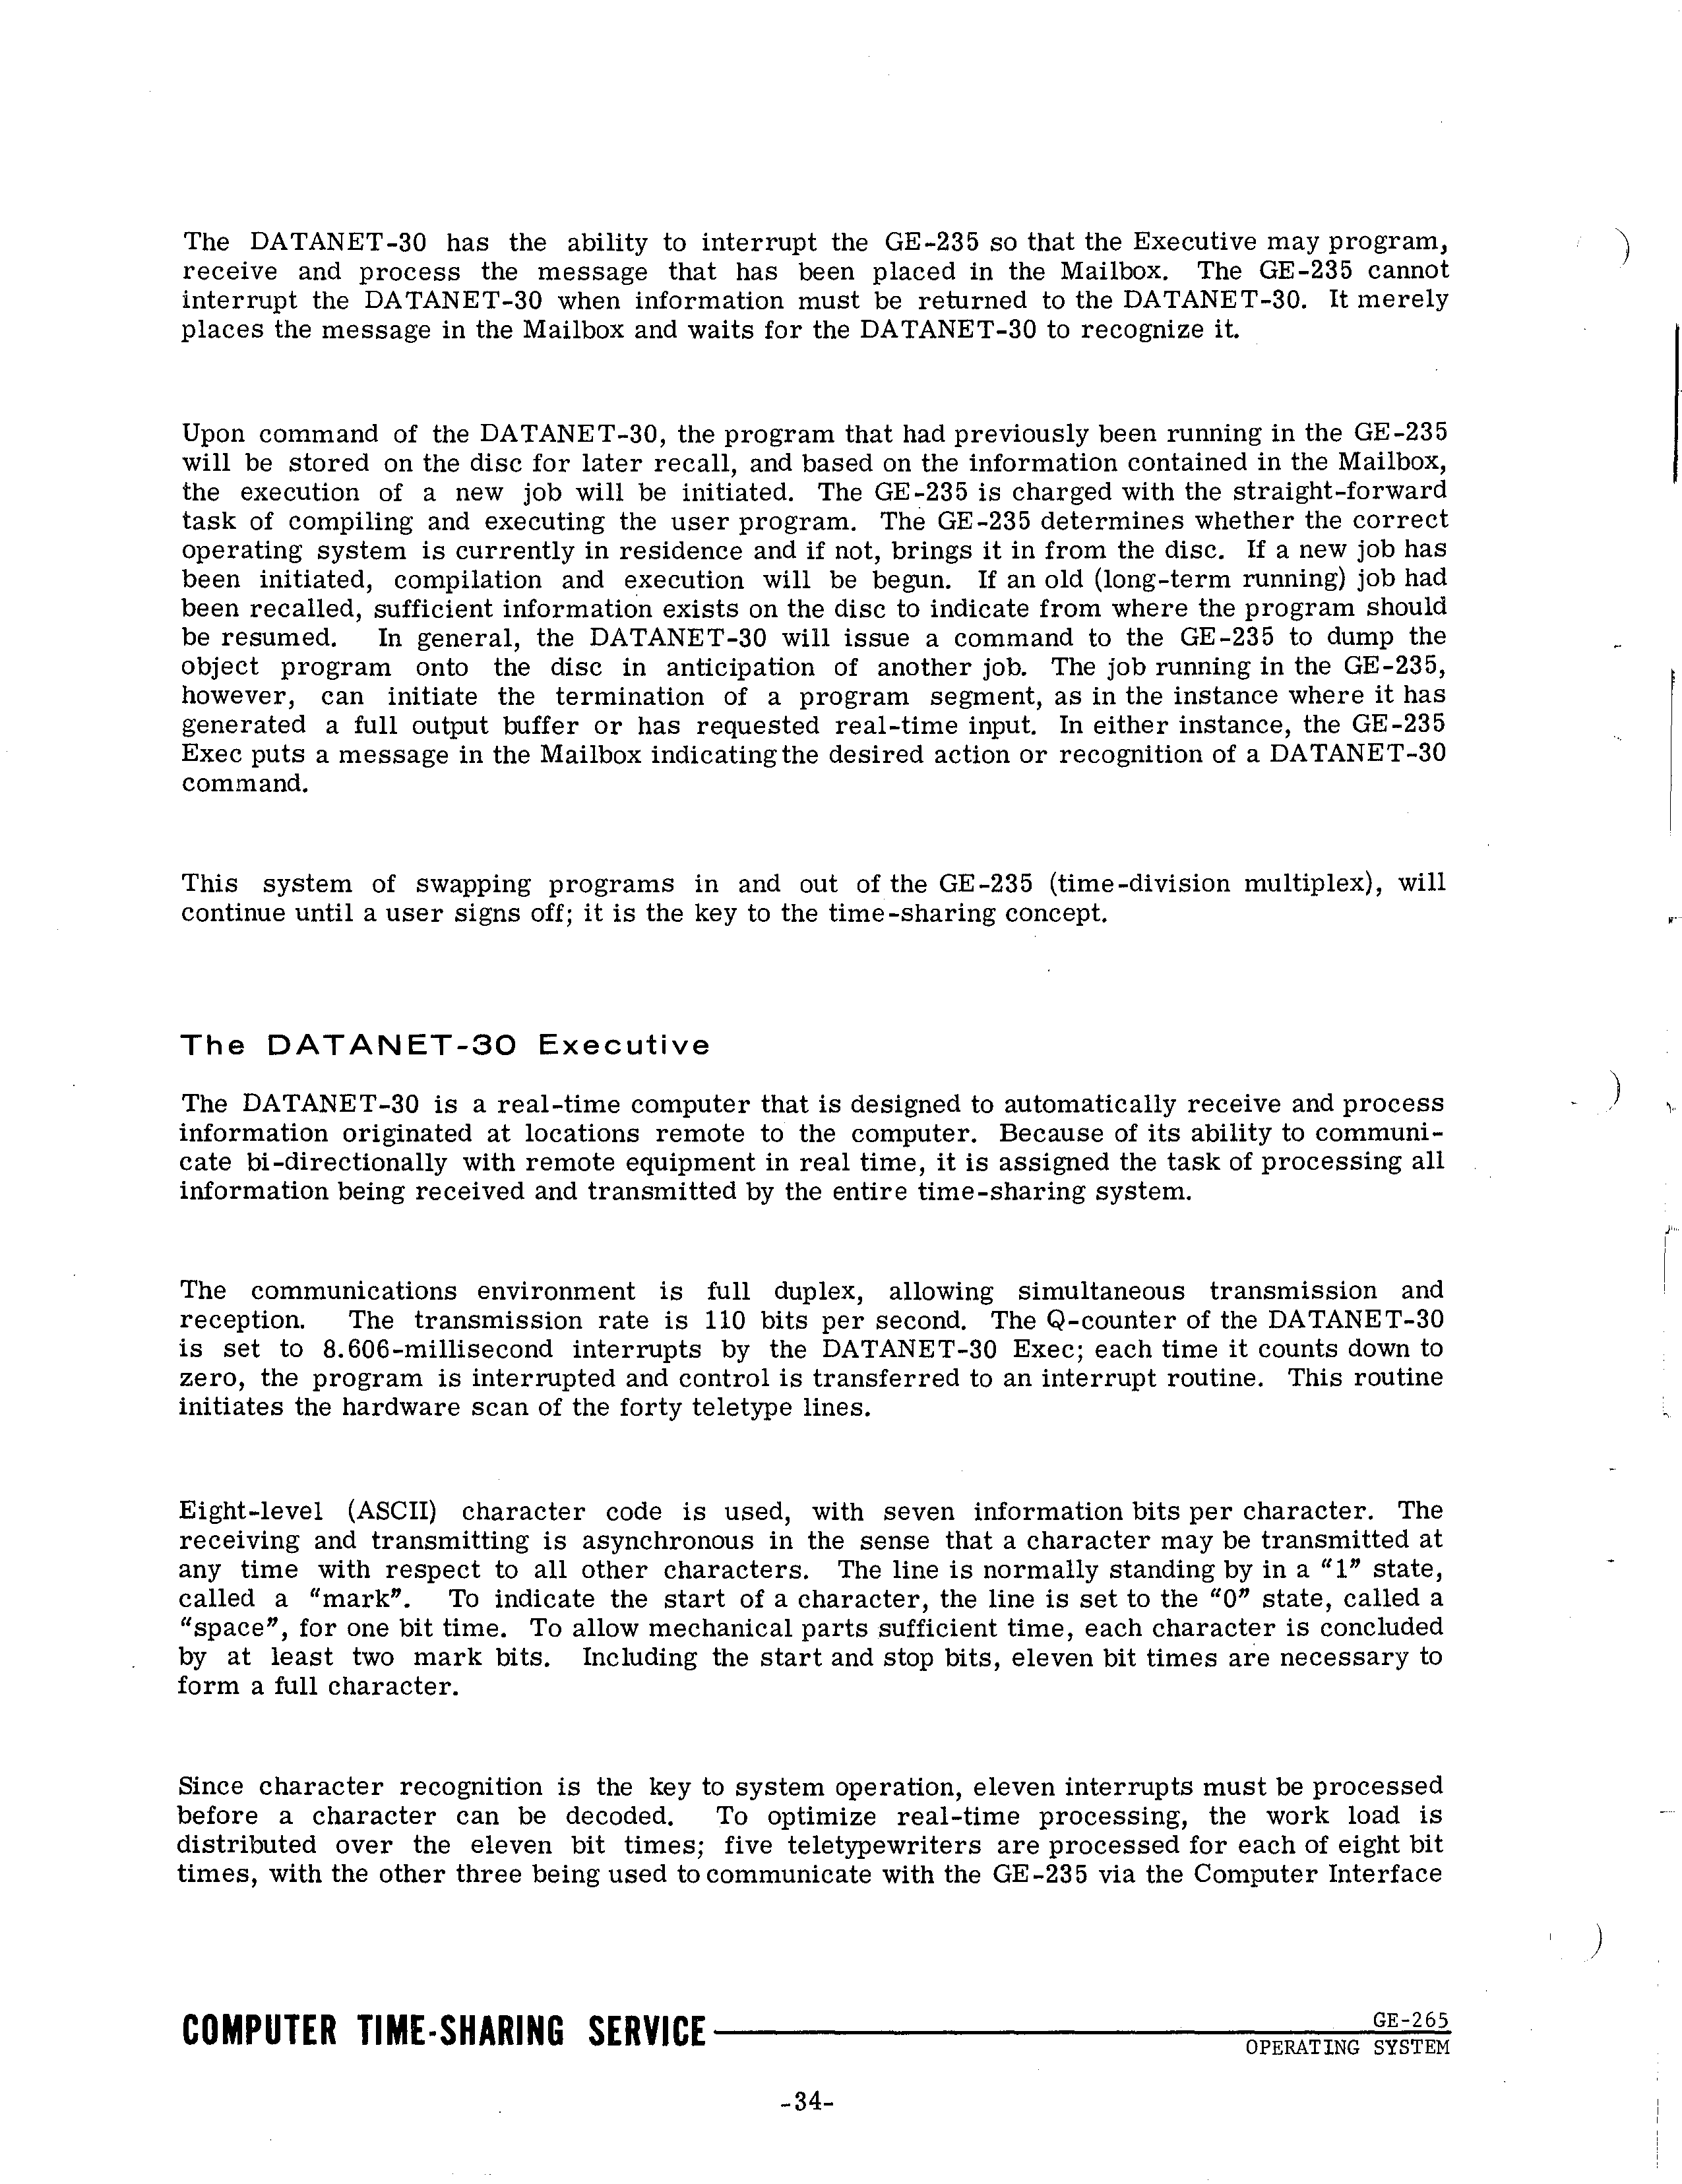 The DATANET-30 has the ability to interrupt the GE-235 so that the Executive may program,
receive and process the message that has been placed in the Mailbox. The GE-235 cannot
interrupt the DATANET-30 when information must be returned to the DATANET-30. It merely
places the message in the Mailbox and waits for the DATANET-30 to recognize it.
Upon command of the DATANET-30, the program that had previously been running in the GE-235
will be stored on the disc for later recall, and based on the information contained in the Mailbox,
the execution of a new job will be initiated. The GE-235 is charged with the straight-forward
task of compiling and executing the user program. The GE-235 determines whether the correct
operating system is currently in residence and if not, brings it in from the disc. If a new job has
been initiated, compilation and execution will be begun. If an old (long-term running) job had
been recalled, sufficient information exists on the disc to indicate from where the program should
be resumed. In general, the DATANET-30 will issue a command to the GE-235 to dump the
object program onto the disc in anticipation of another job. The job running in the GE-235,
however, can initiate the termination of a program segment, as in the instance where it has
generated a full output buffer or has requested real-time input. In either instance, the GE-235
Exec puts a message in the Mailbox indicating the desired action or recognition of a DATANET-30
command.
This system of swapping programs in and out of the GE-235 (time-division multiplex), will
continue until a user signs off; it is the key to the time-sharing concept.
The DATANET-30 Executive
The DATANET-30 is a real-time computer that is designed to automatically receive and process
information originated at locations remote to the computer. Because of its ability to communi-
cate bi-directionally with remote equipment in real time, it is assigned the task of processing all
information being received and transmitted by the entire time-sharing system.
The communications environment is full duplex, allowing simultaneous transmission and
reception. The transmission rate is 110 bits per second. The Q-counter of the DATANET-30
is set to 8.606-millisecond interrupts by the DATANET-30 Exec; each time it counts down to
zero, the program is interrupted and control is transferred to an interrupt routine. This routine
initiates the hardware scan of the forty teletype lines.
Eight-level (ASCII) character code is used, with seven information bits per character. The
receiving and transmitting is asynchronous in the sense that a character may be transmitted at
any time with respect to all other characters. The line is normally standing by in a "1" state,
called a "mark". To indicate the start of a character, the line is set to the "0" state, called a
"space", for one bit time. To allow mechanical parts sufficient time, each character is concluded
by at least two mark bits. Including the start and stop bits, eleven bit times are necessary to
form a full character.
Since character recognition is the key to system operation, eleven interrupts must be processed
before a character can be decoded. To optimize real-time processing, the work load is
distributed over the eleven bit times; five teletypewriters are processed for each of eight bit
times, with the other three being used to communicate with the GE-235 via the Computer Interface
COMPUTER TIME-SHARING SERVICE
GE-265
OPERATING SYSTEM
-34-